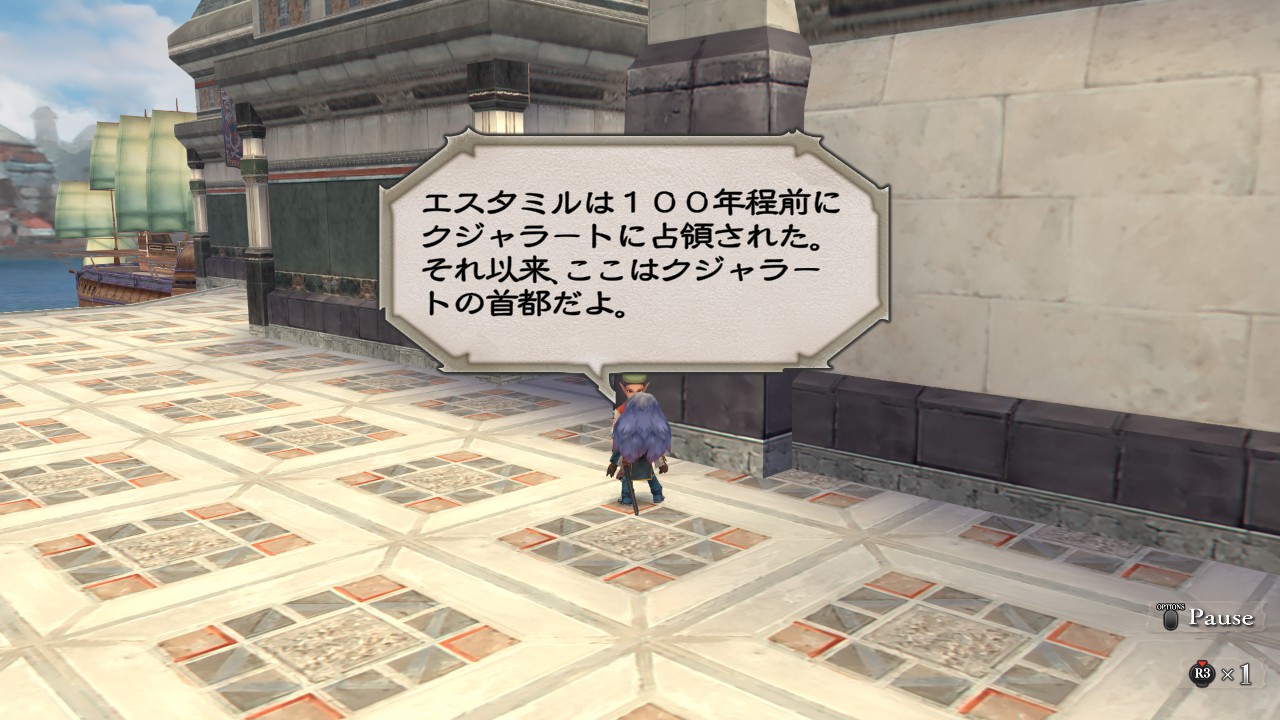 エスタミルは１００年程前に
クジャラートに占領された。
それ以来、ここはクジャラー
トの首都だよ。
OPTIONS
Pause
R3 ×1